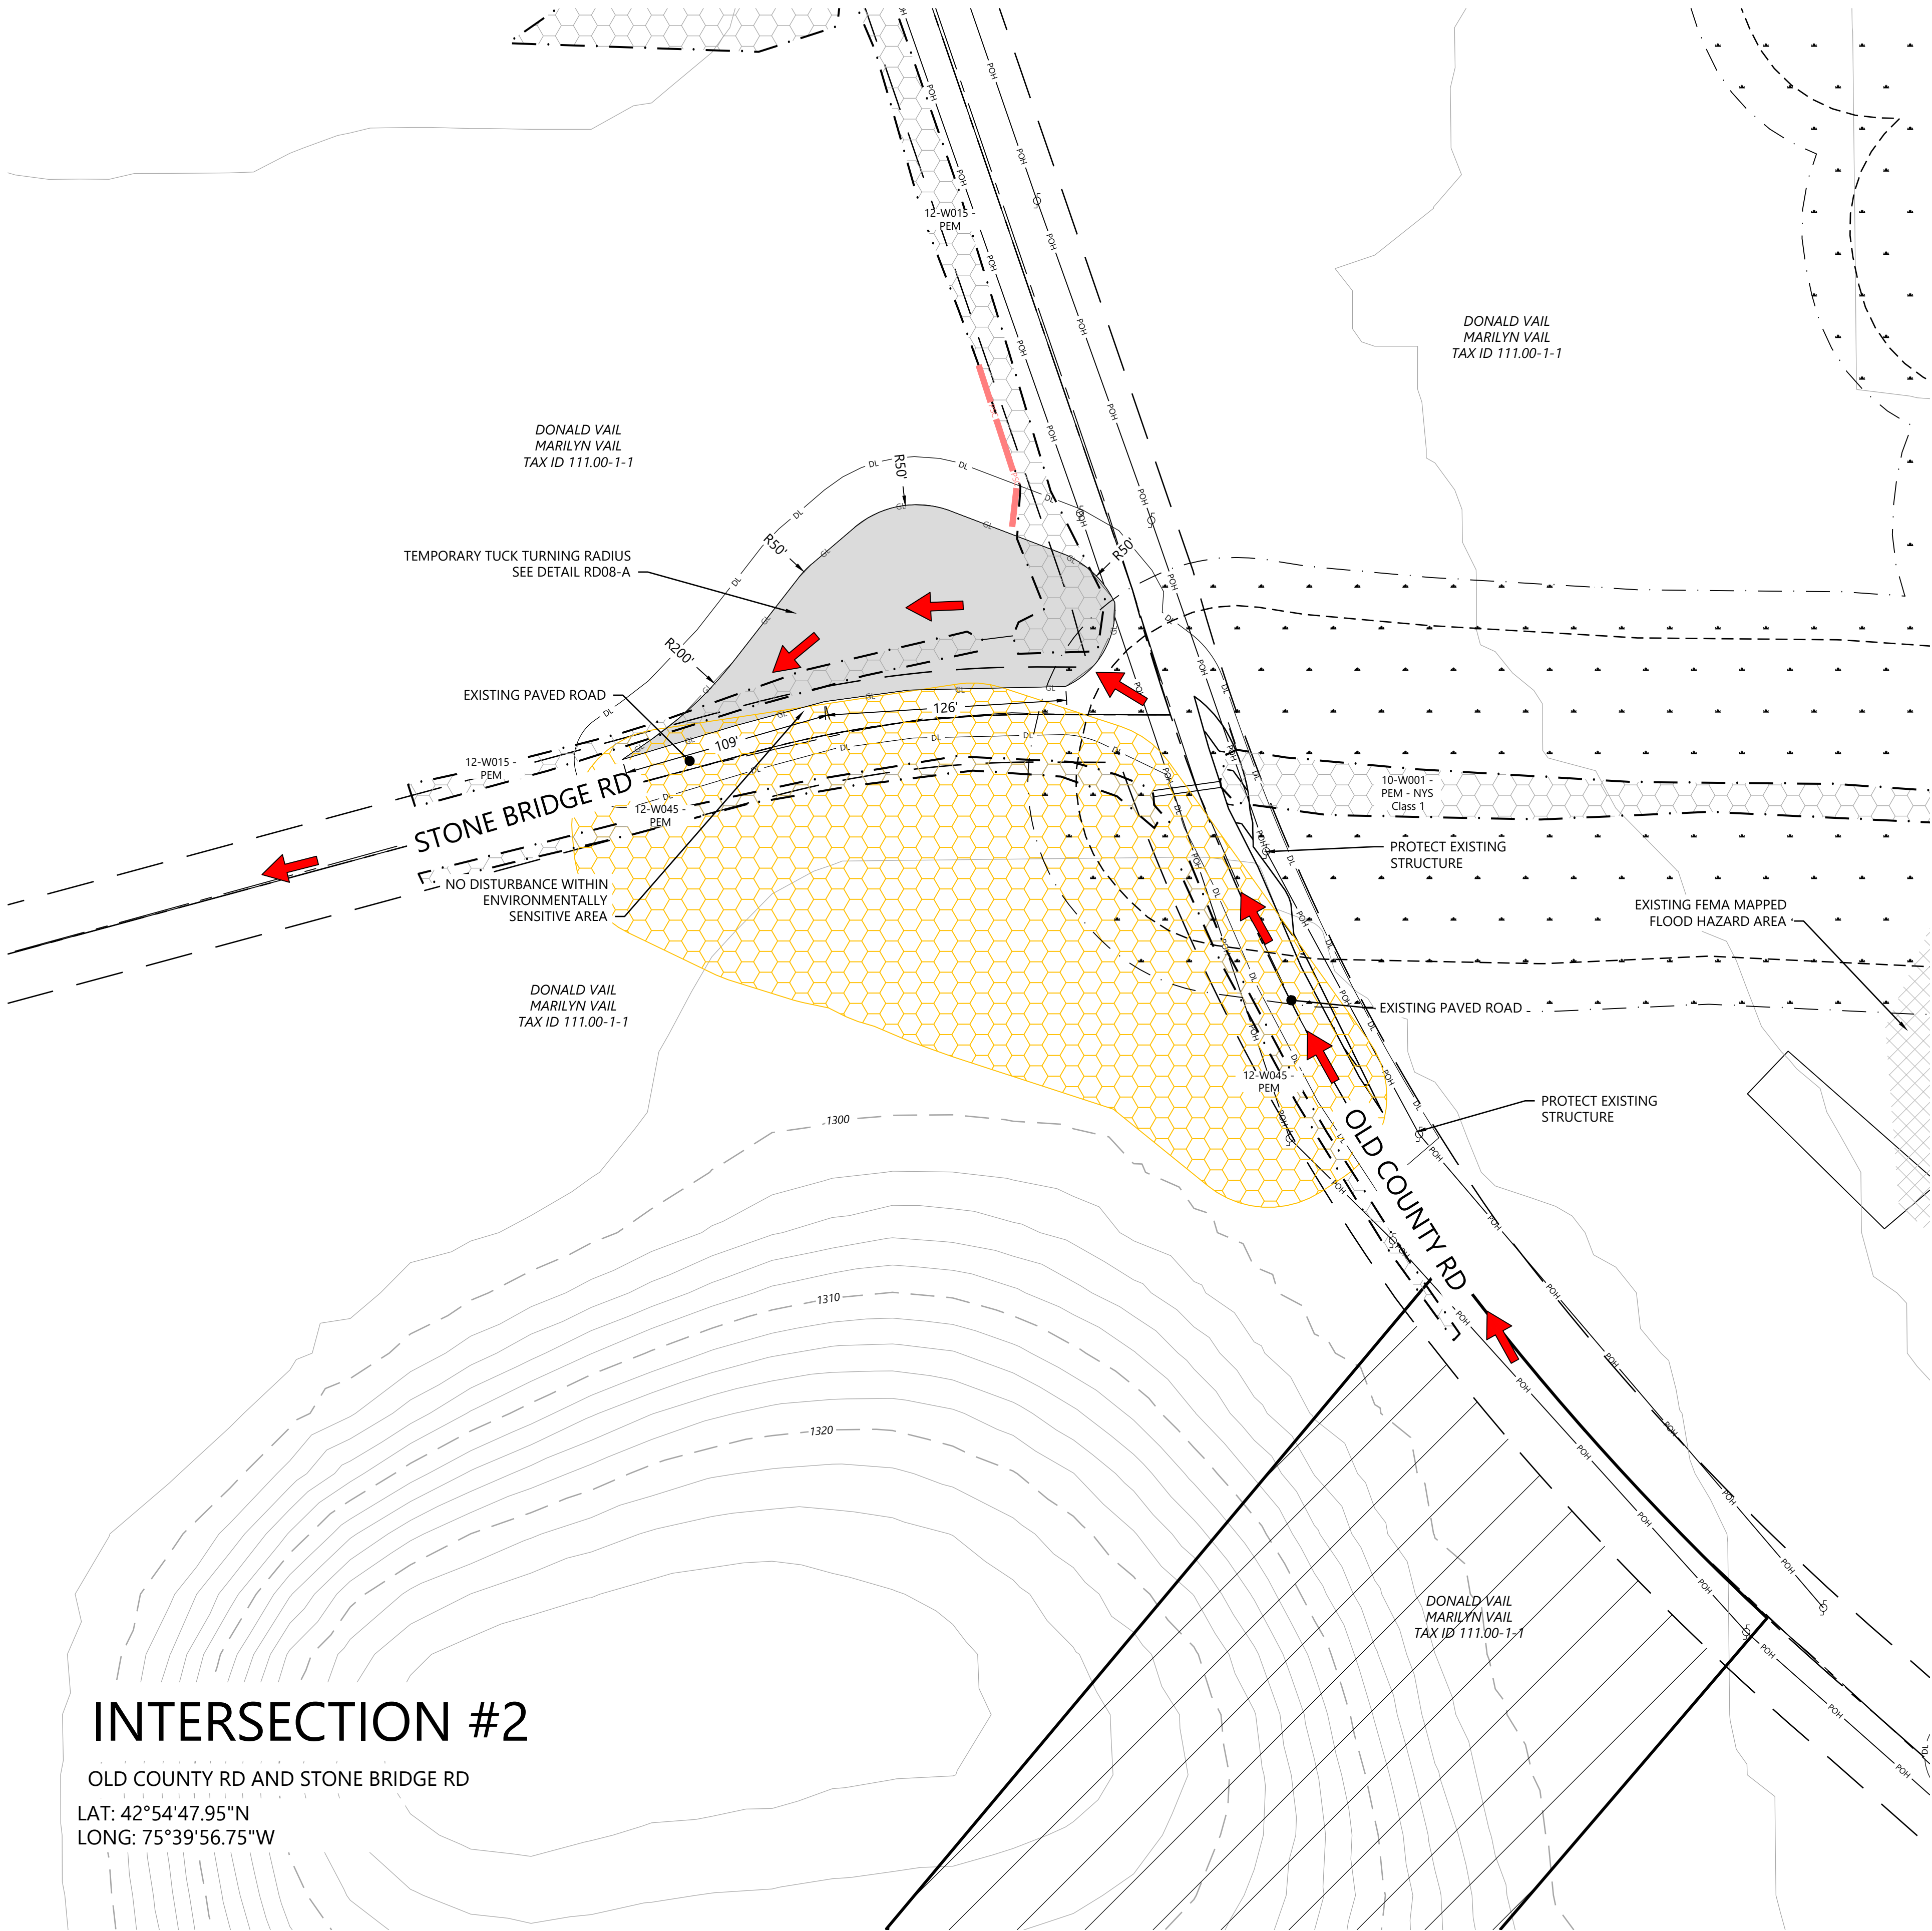 12-W015 -
PEM
DONALD VAIL
MARILYN VAIL
TAX ID 111.00-1-1
DONALD VAIL
MARILYN VAIL
TAX ID 111.00-1-1
R50'
R50'
R50'
R200'
TEMPORARY TUCK TURNING RADIUS
SEE DETAIL RD08-A
EXISTING PAVED ROAD
126'
109'
12-W015 -
PEM
STONE BRIDGE RD
12-W045 -
PEM
10-W001 -
PEM - NYS
Class 1
PROTECT EXISTING
STRUCTURE
NO DISTURBANCE WITHIN
ENVIRONMENTALLY
SENSITIVE AREA
EXISTING FEMA MAPPED
FLOOD HAZARD AREA
DONALD VAIL
MARILYN VAIL
TAX ID 111.00-1-1
EXISTING PAVED ROAD
12-W045 -
PEM
PROTECT EXISTING
STRUCTURE
OLD COUNTY RD
1300
1310
1320
DONALD VAIL
MARILYN VAIL
TAX ID 111.00-1-1
INTERSECTION #2
OLD COUNTY RD AND STONE BRIDGE RD
LAT: 42°54'47.95"N
LONG: 75°39'56.75"W
POH
DL
GL